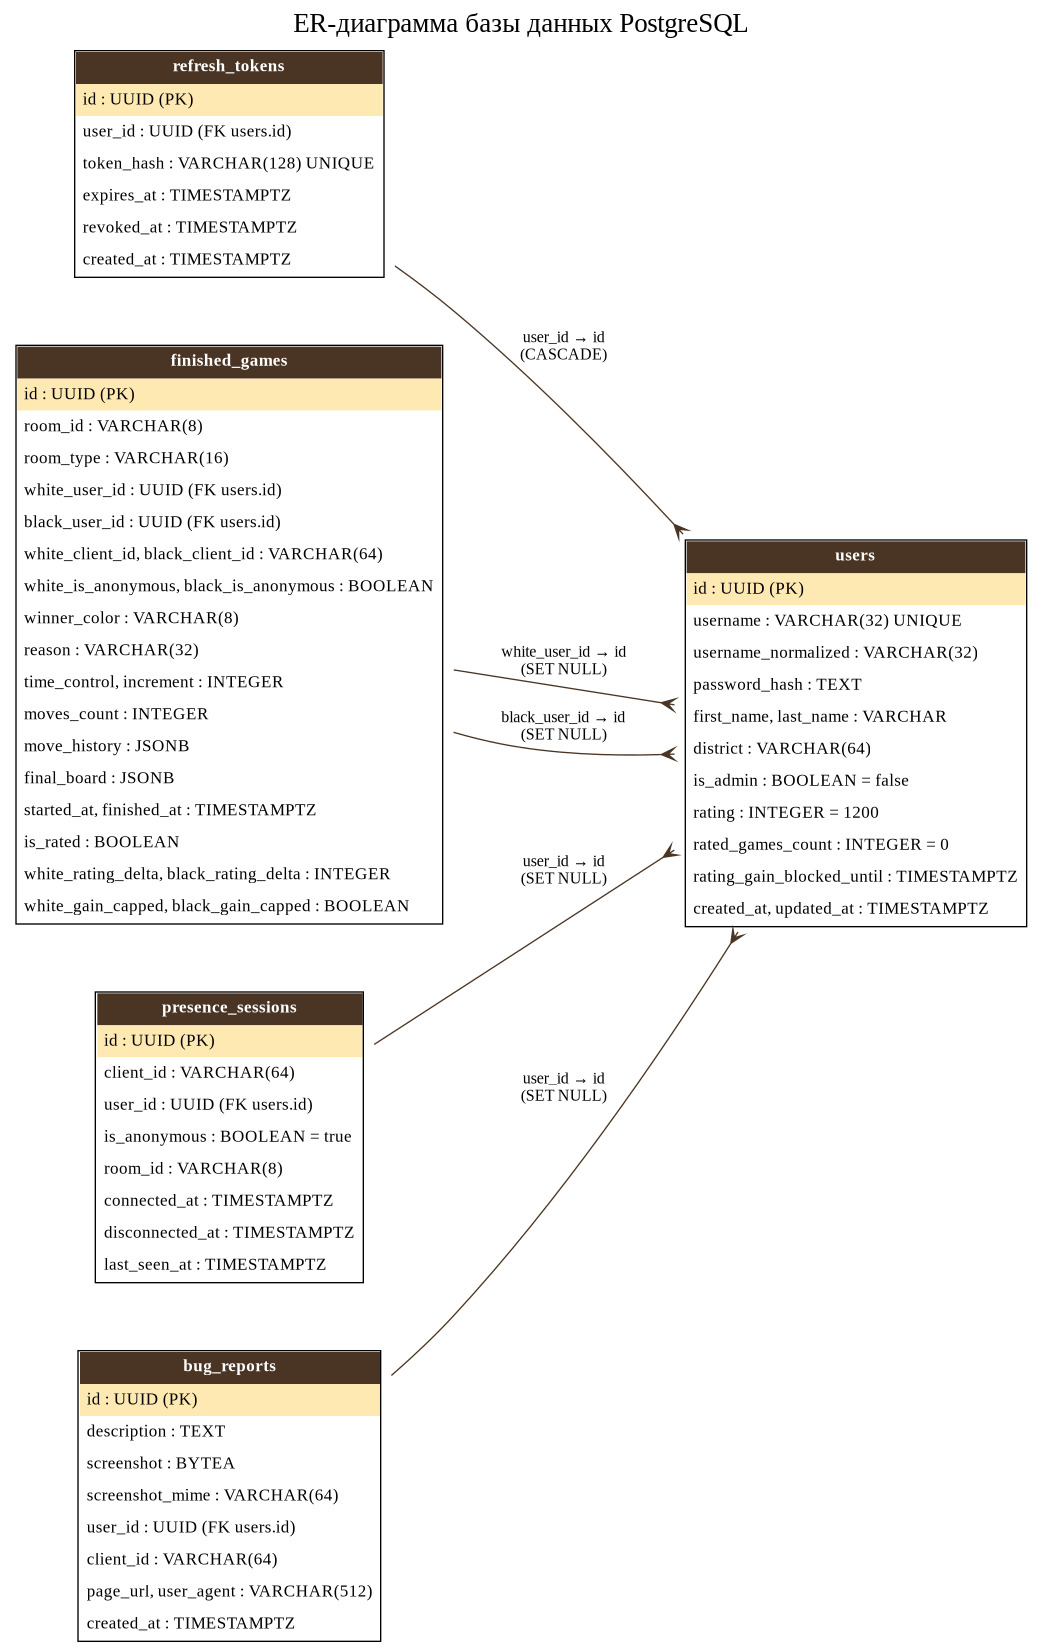 ER-диаграмма базы данных PostgreSQL
refresh_tokens
id : UUID (PK)
user_id : UUID (FK users.id)
token_hash : VARCHAR(128) UNIQUE
expires_at : TIMESTAMPTZ
revoked_at : TIMESTAMPTZ
created_at : TIMESTAMPTZ
user_id → id
(CASCADE)
finished_games
id : UUID (PK)
room_id : VARCHAR(8)
room_type : VARCHAR(16)
white_user_id : UUID (FK users.id)
black_user_id : UUID (FK users.id)
white_client_id, black_client_id : VARCHAR(64)
white_is_anonymous, black_is_anonymous : BOOLEAN
winner_color : VARCHAR(8)
reason : VARCHAR(32)
time_control, increment : INTEGER
moves_count : INTEGER
move_history : JSONB
final_board : JSONB
started_at, finished_at : TIMESTAMPTZ
is_rated : BOOLEAN
white_rating_delta, black_rating_delta : INTEGER
white_gain_capped, black_gain_capped : BOOLEAN
white_user_id → id
(SET NULL)
black_user_id → id
(SET NULL)
user_id → id
(SET NULL)
users
id : UUID (PK)
username : VARCHAR(32) UNIQUE
username_normalized : VARCHAR(32)
password_hash : TEXT
first_name, last_name : VARCHAR
district : VARCHAR(64)
is_admin : BOOLEAN = false
rating : INTEGER = 1200
rated_games_count : INTEGER = 0
rating_gain_blocked_until : TIMESTAMPTZ
created_at, updated_at : TIMESTAMPTZ
presence_sessions
id : UUID (PK)
client_id : VARCHAR(64)
user_id : UUID (FK users.id)
is_anonymous : BOOLEAN = true
room_id : VARCHAR(8)
connected_at : TIMESTAMPTZ
disconnected_at : TIMESTAMPTZ
last_seen_at : TIMESTAMPTZ
user_id → id
(SET NULL)
bug_reports
id : UUID (PK)
description : TEXT
screenshot : BYTEA
screenshot_mime : VARCHAR(64)
user_id : UUID (FK users.id)
client_id : VARCHAR(64)
page_url, user_agent : VARCHAR(512)
created_at : TIMESTAMPTZ